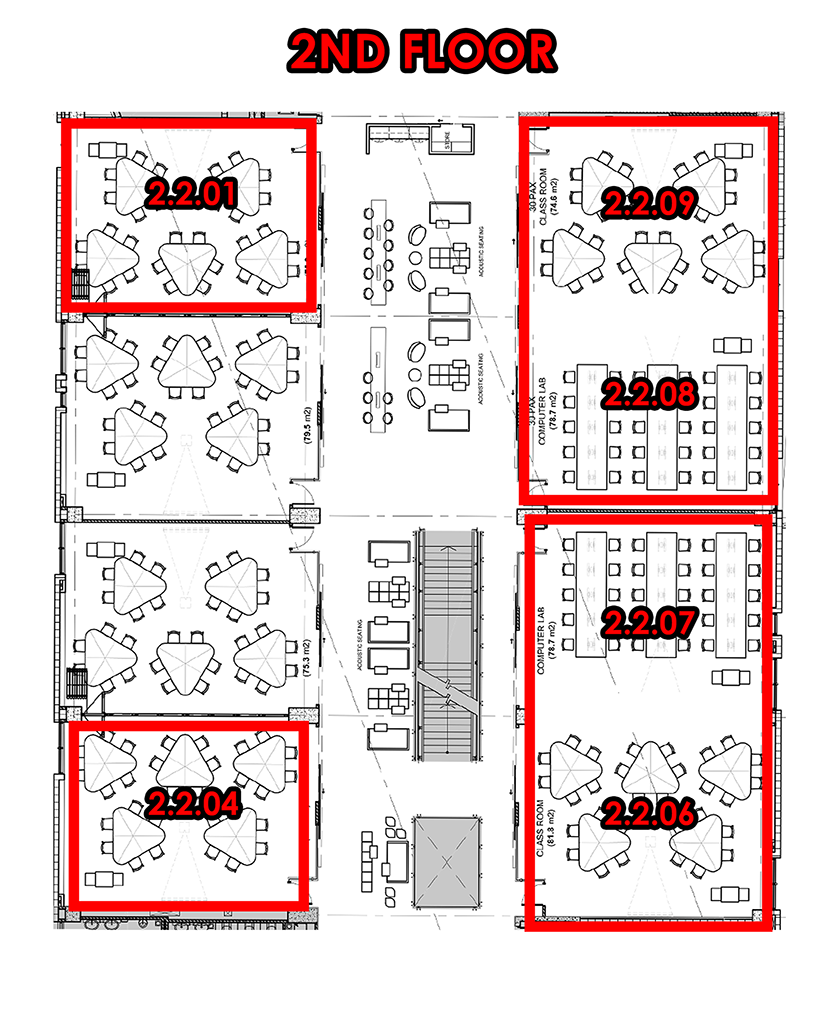 2ND FLOOR
STORE
2.2.01
ACOUSTIC SEATING
30 PAX
CLASS ROOM
(74.6 m2)
2.2.09
ACOUSTIC SEATING
(79.5 m2)
COMPUTER LAB
(78.7 m2)
2.2.08
ACOUSTIC SEATING
(75.3 m2)
COMPUTER LAB
(78.7 m2)
2.2.07
2.2.04
CLASS ROOM
(81.8 m2)
2.2.06